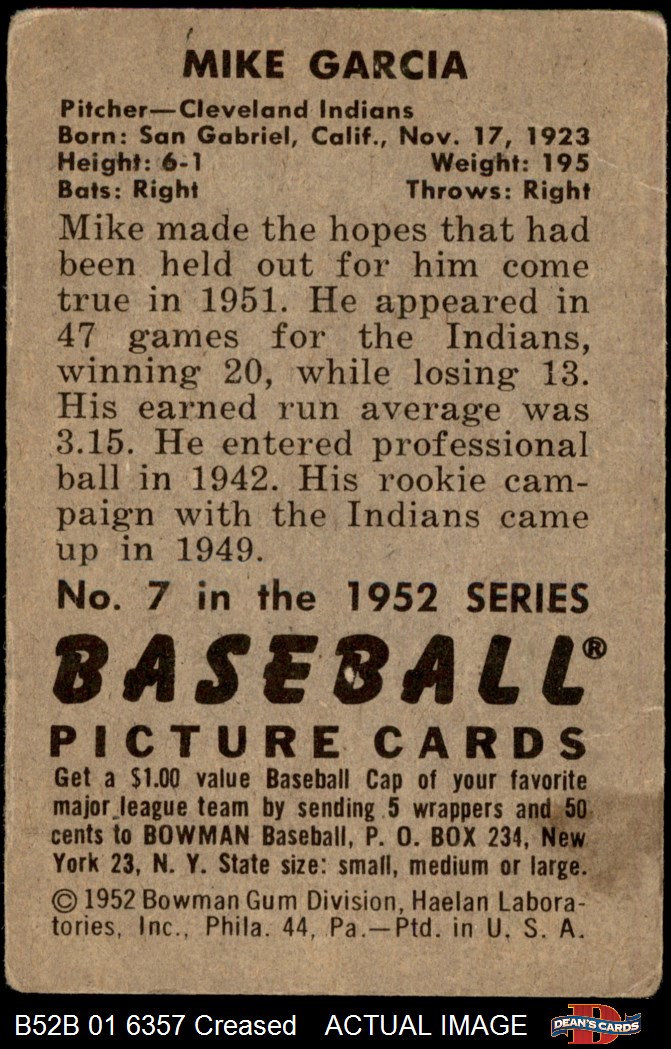 MIKE GARCIA
Pitcher—Cleveland Indians
Born: San Gabriel, Calif., Nov. 17, 1923
Height: 6-1 Weight: 195
Bats: Right Throws: Right
Mike made the hopes that had
been held out for him come
true in 1951. He appeared in
47 games for the Indians,
winning 20, while losing 13.
His earned run average was
3.15. He entered professional
ball in 1942. His rookie cam-
paign with the Indians came
up in 1949.
No. 7 in the 1952 SERIES
BASEBALL®
PICTURE CARDS
Get a $1.00 value Baseball Cap of your favorite
major league team by sending 5 wrappers and 50
cents to BOWMAN Baseball, P. O. BOX 234, New
York 23, N. Y. State size: small, medium or large.
© 1952 Bowman Gum Division, Haelan Labora-
tories, Inc., Phila. 44, Pa.—Ptd. in U. S. A.
B52B 01 6357 Creased ACTUAL IMAGE
D
DEAN'S CARDS